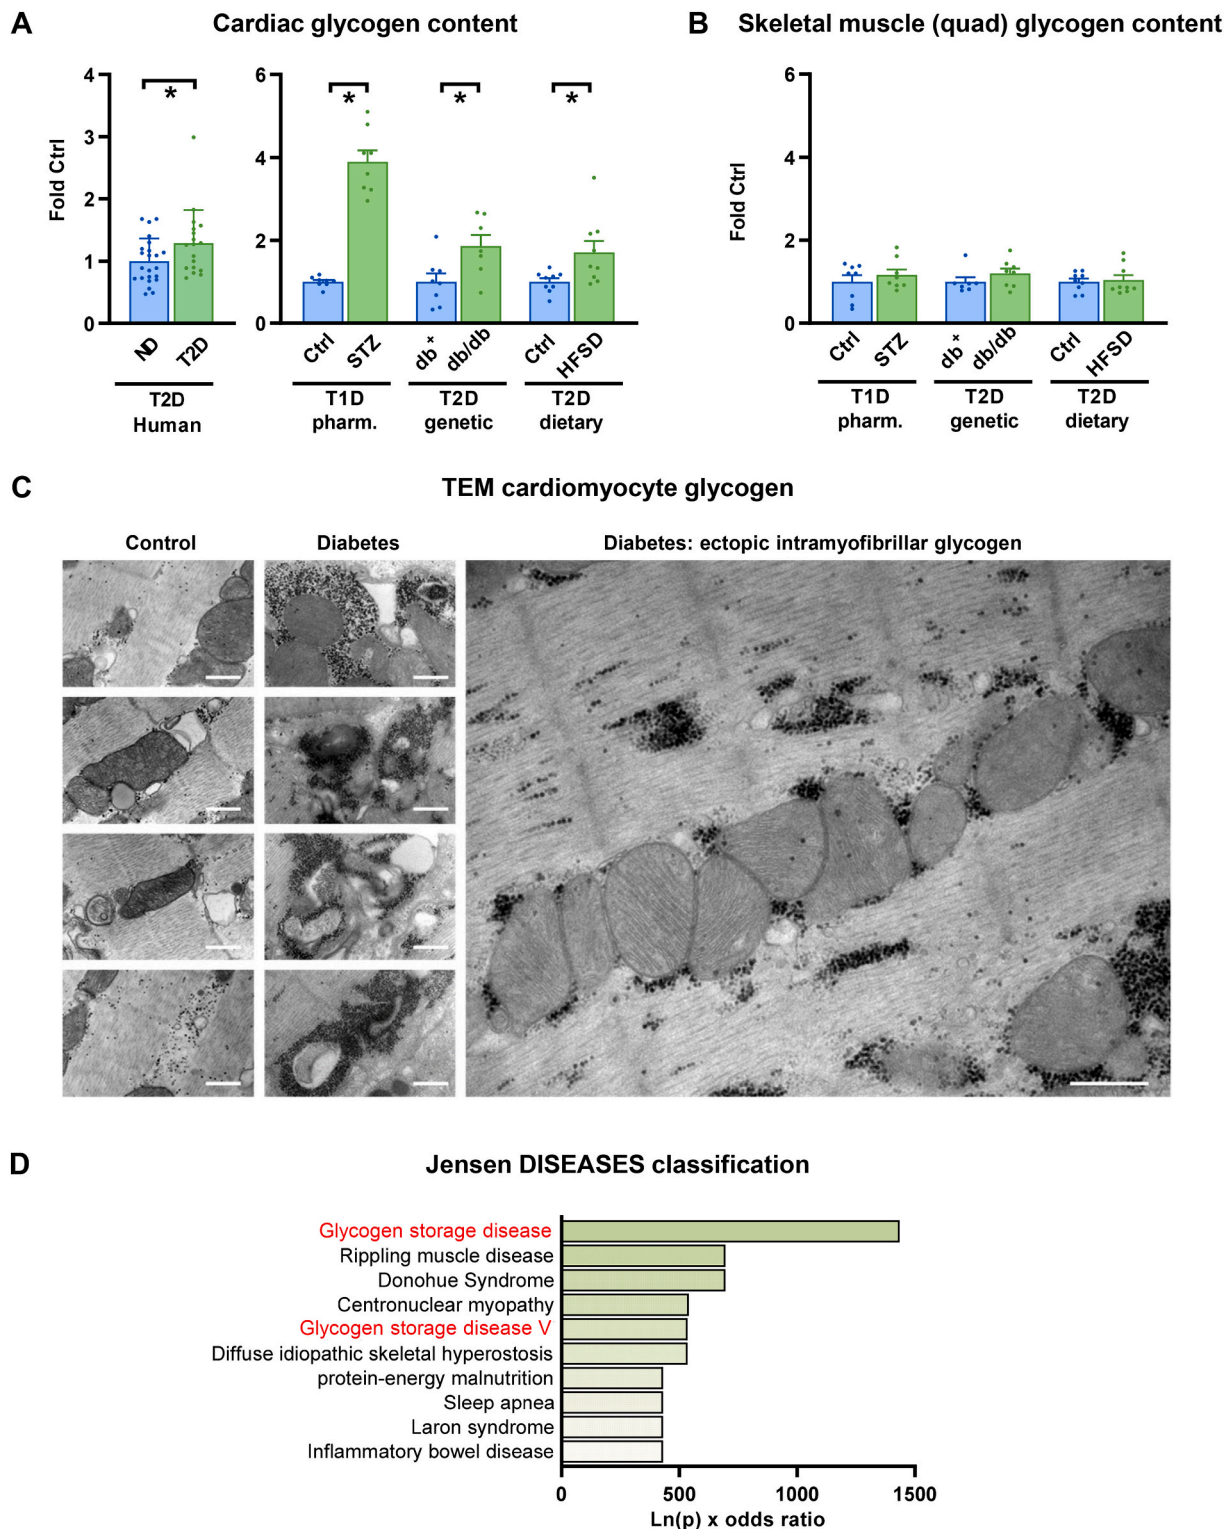 A
Cardiac glycogen content
Fold Ctrl
4
3
2
1
0
*
ND
T2D
T2D
Human
6
4
2
0
*
*
*
Ctrl
STZ
db+
db/db
Ctrl
HFSD
T1D
pharm.
T2D
genetic
T2D
dietary
B
Skeletal muscle (quad) glycogen content
Fold Ctrl
6
4
2
0
Ctrl
STZ
db+
db/db
Ctrl
HFSD
T1D
pharm.
T2D
genetic
T2D
dietary
C
TEM cardiomyocyte glycogen
Control
Diabetes
Diabetes: ectopic intramyofibrillar glycogen
D
Jensen DISEASES classification
Glycogen storage disease
Rippling muscle disease
Donohue Syndrome
Centronuclear myopathy
Glycogen storage disease V
Diffuse idiopathic skeletal hyperostosis
protein-energy malnutrition
Sleep apnea
Laron syndrome
Inflammatory bowel disease
0 500 1000 1500
Ln(p) x odds ratio